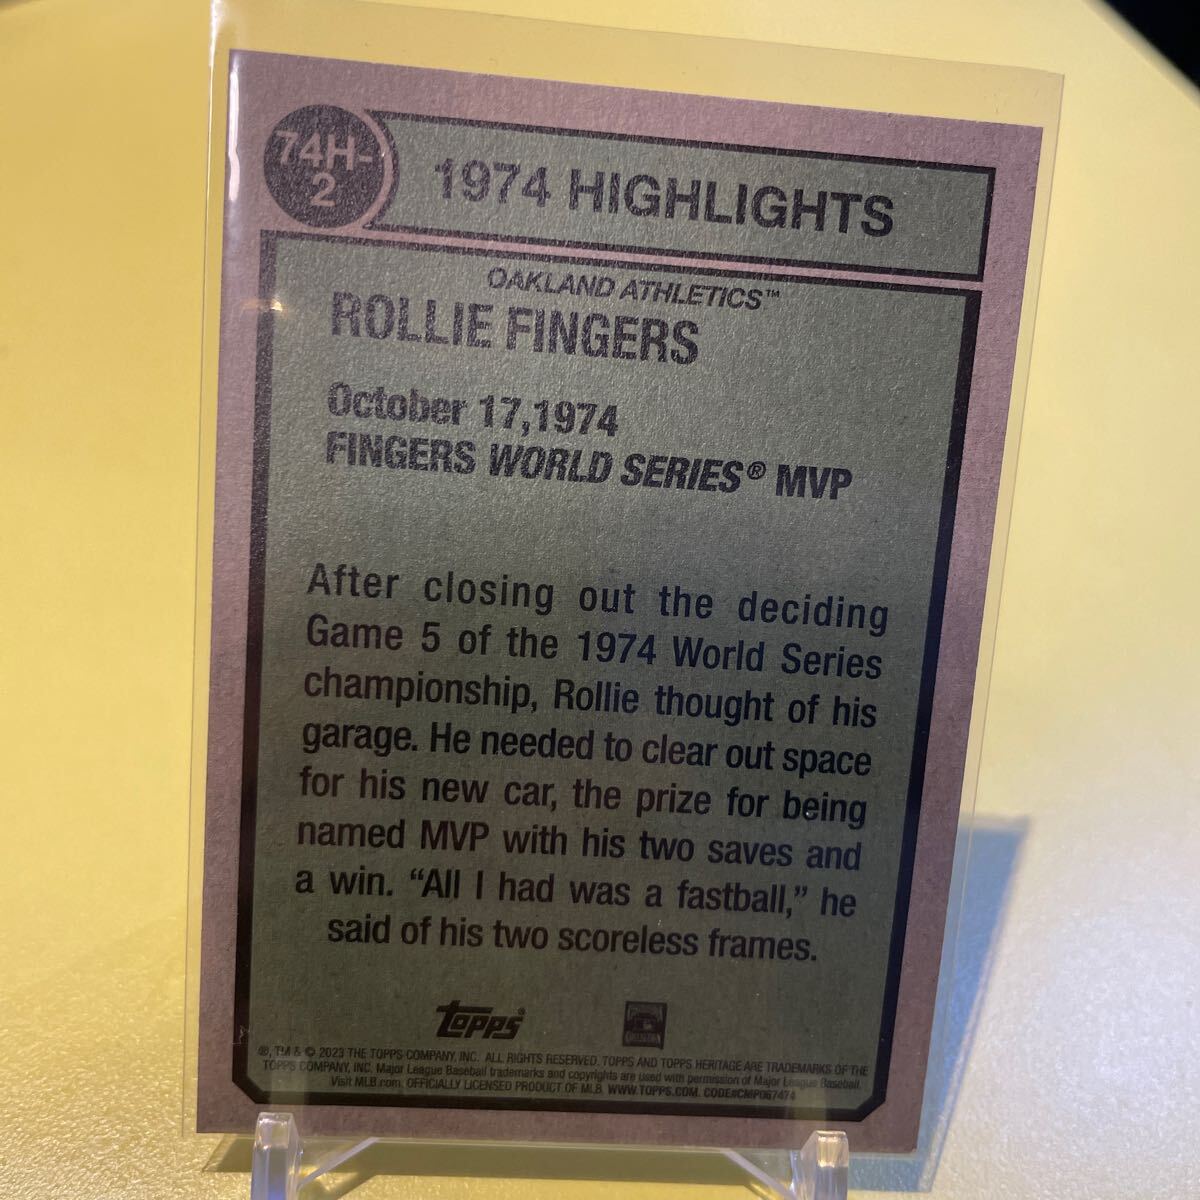 74H-
2
1974 HIGHLIGHTS
OAKLAND ATHLETICS™
ROLLIE FINGERS
October 17,1974
FINGERS WORLD SERIES® MVP
After closing out the deciding
Game 5 of the 1974 World Series
championship, Rollie thought of his
garage. He needed to clear out space
for his new car, the prize for being
named MVP with his two saves and
a win. “All I had was a fastball,” he
said of his two scoreless frames.
Topps®
®, TM & © 2023 THE TOPPS COMPANY, INC. ALL RIGHTS RESERVED. TOPPS AND TOPPS HERITAGE ARE TRADEMARKS OF THE
TOPPS COMPANY, INC. Major League Baseball trademarks and copyrights are used with permission of Major League Baseball.
Visit MLB.com. OFFICIALLY LICENSED PRODUCT OF MLB. WWW.TOPPS.COM. CODE#CMP067474